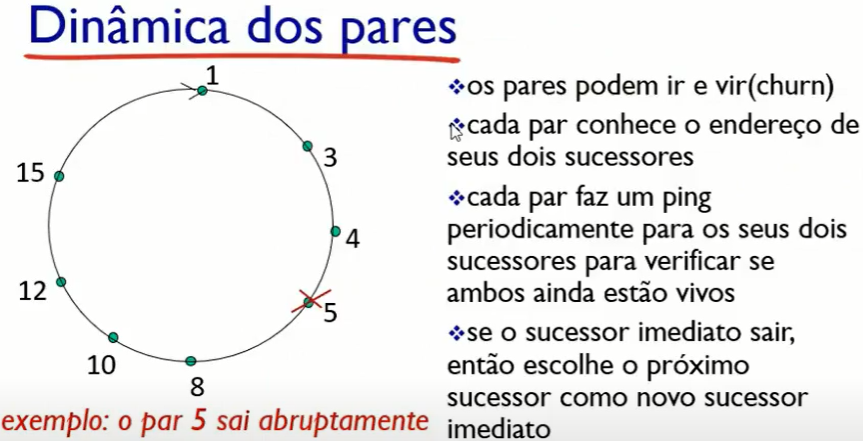 Dinâmica dos pares
1
3
4
5
8
10
12
15
exemplo: o par 5 sai abruptamente
❖os pares podem ir e vir(churn)
❖cada par conhece o endereço de
seus dois sucessores
❖cada par faz um ping
periodicamente para os seus dois
sucessores para verificar se
ambos ainda estão vivos
❖se o sucessor imediato sair,
então escolhe o próximo
sucessor como novo sucessor
imediato